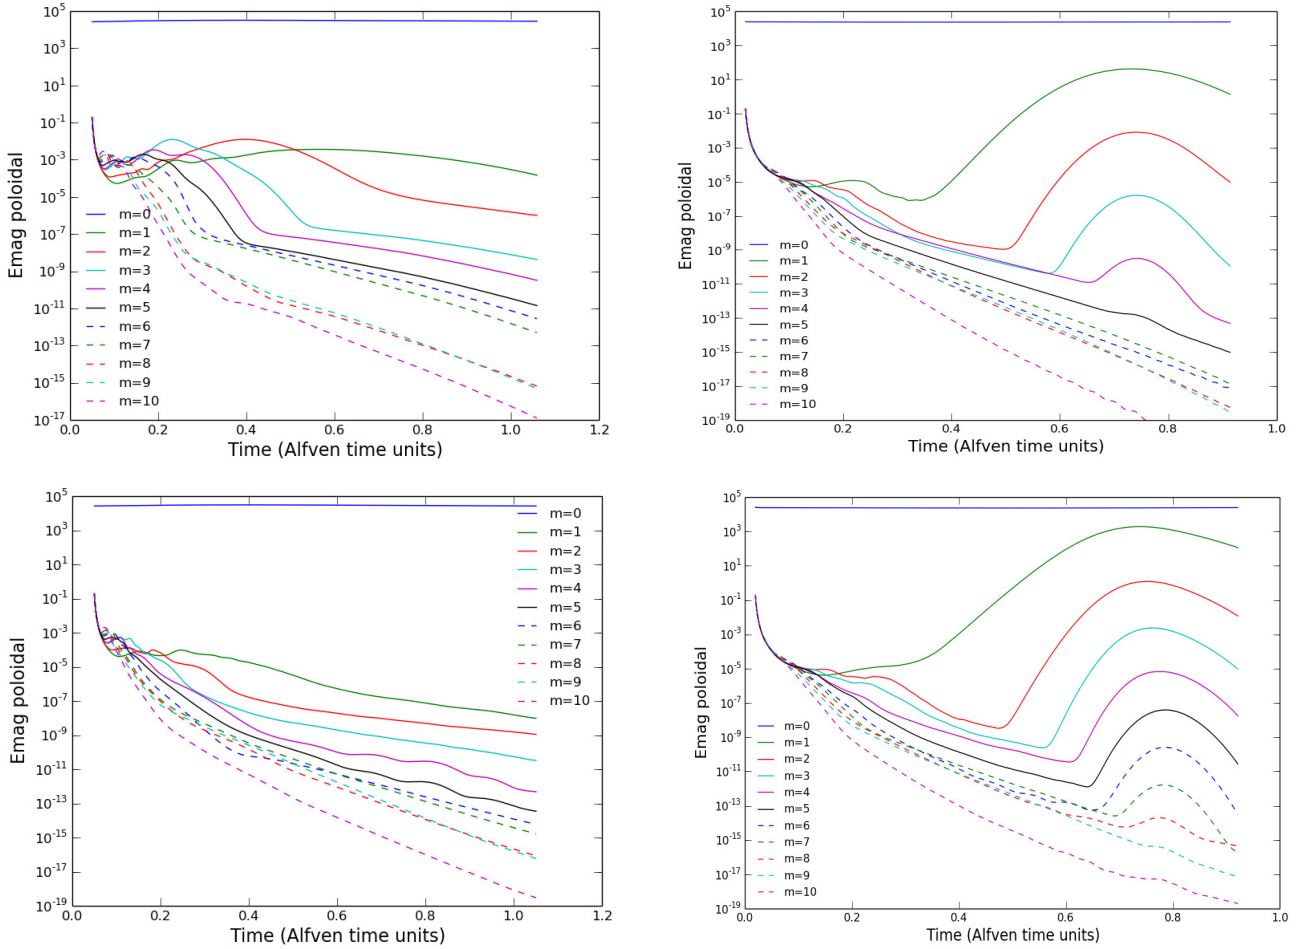 Emag poloidal
10^5
10^3
10^1
10^-1
10^-3
10^-5
10^-7
10^-9
10^-11
10^-13
10^-15
10^-17
m=0
m=1
m=2
m=3
m=4
m=5
m=6
m=7
m=8
m=9
m=10
0.0 0.2 0.4 0.6 0.8 1.0 1.2
Time (Alfven time units)
Emag poloidal
10^5
10^3
10^1
10^-1
10^-3
10^-5
10^-7
10^-9
10^-11
10^-13
10^-15
10^-17
10^-19
m=0
m=1
m=2
m=3
m=4
m=5
m=6
m=7
m=8
m=9
m=10
0.0 0.2 0.4 0.6 0.8 1.0
Time (Alfven time units)
Emag poloidal
10^5
10^3
10^1
10^-1
10^-3
10^-5
10^-7
10^-9
10^-11
10^-13
10^-15
10^-17
10^-19
m=0
m=1
m=2
m=3
m=4
m=5
m=6
m=7
m=8
m=9
m=10
0.0 0.2 0.4 0.6 0.8 1.0 1.2
Time (Alfven time units)
Emag poloidal
10^5
10^3
10^1
10^-1
10^-3
10^-5
10^-7
10^-9
10^-11
10^-13
10^-15
10^-17
10^-19
m=0
m=1
m=2
m=3
m=4
m=5
m=6
m=7
m=8
m=9
m=10
0.0 0.2 0.4 0.6 0.8 1.0
Time (Alfven time units)